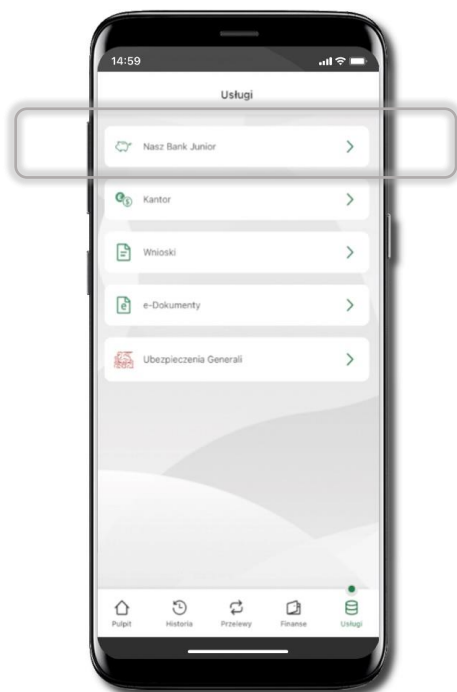 14:59
Usługi
Nasz Bank Junior
Kantor
Wnioski
e-Dokumenty
Ubezpieczenia Generali
Pulpit Historia Przelewy Finanse Usługi